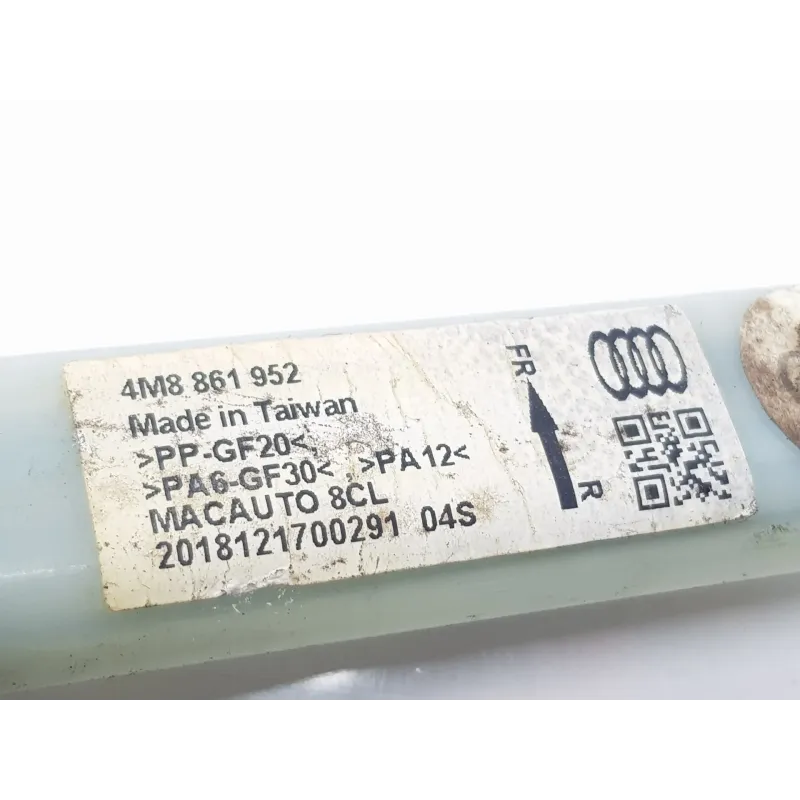 4M8 861 952
Made in Taiwan
>PP-GF20<
>PA6-GF30< , >PA12<
MACAUTO 8CL
2018121700291 04S
FR
R